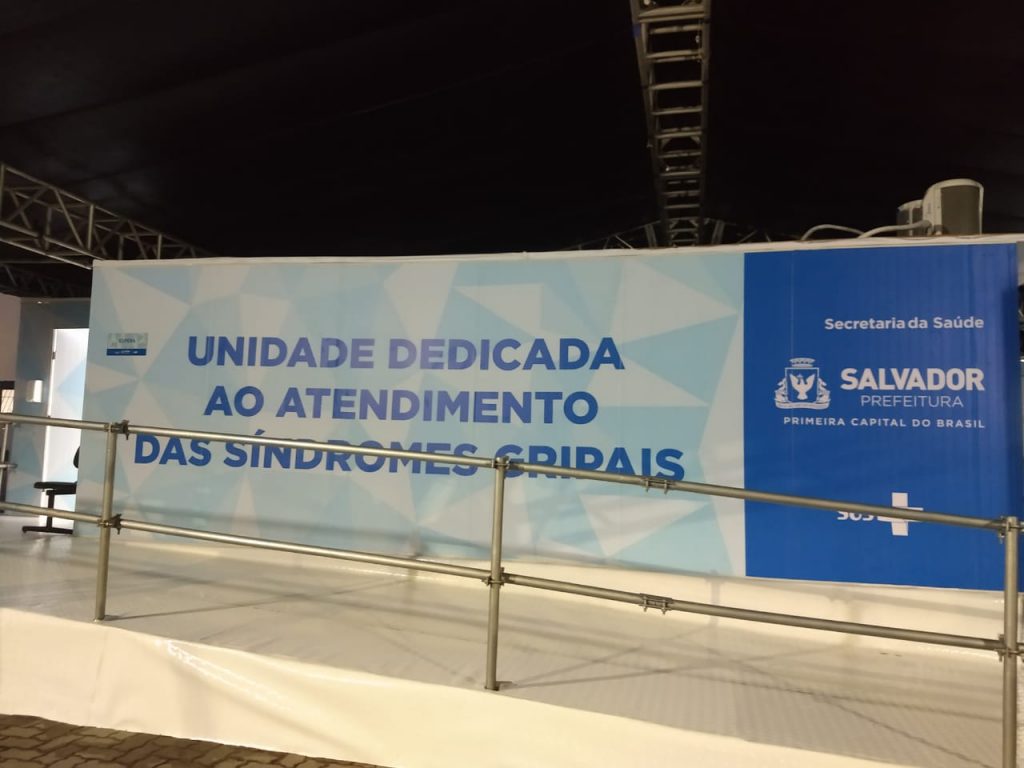 UNIDADE DEDICADA
AO ATENDIMENTO
DAS SÍNDROMES GRIPAIS
Secretaria da Saúde
SALVADOR
PREFEITURA
PRIMEIRA CAPITAL DO BRASIL
SUS